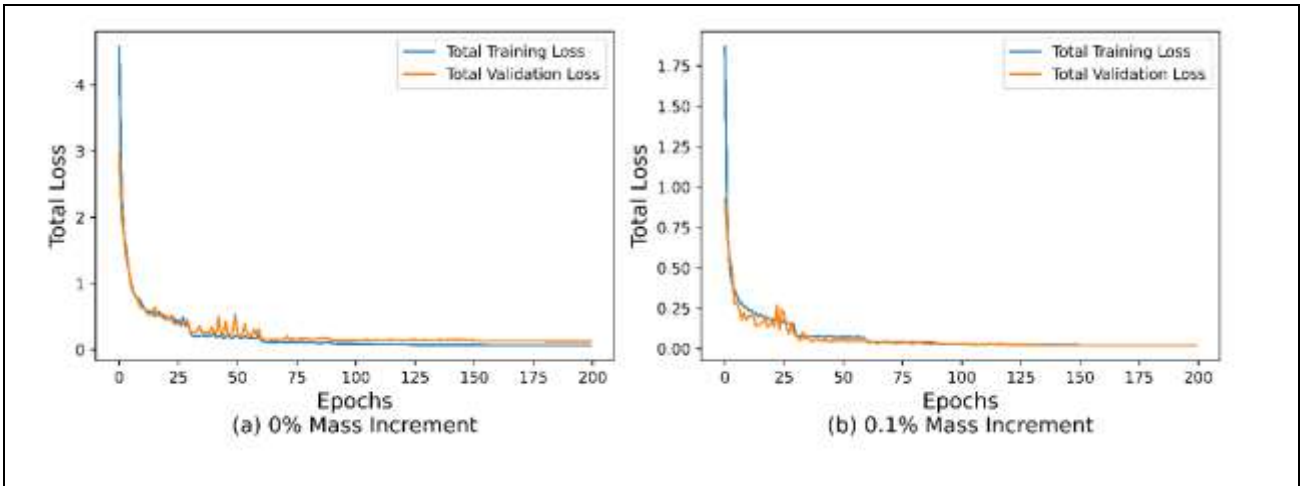 Total Training Loss
Total Validation Loss
Total Loss
4
3
2
1
0
0 25 50 75 100 125 150 175 200
Epochs
(a) 0% Mass Increment
Total Training Loss
Total Validation Loss
Total Loss
1.75
1.50
1.25
1.00
0.75
0.50
0.25
0.00
0 25 50 75 100 125 150 175 200
Epochs
(b) 0.1% Mass Increment